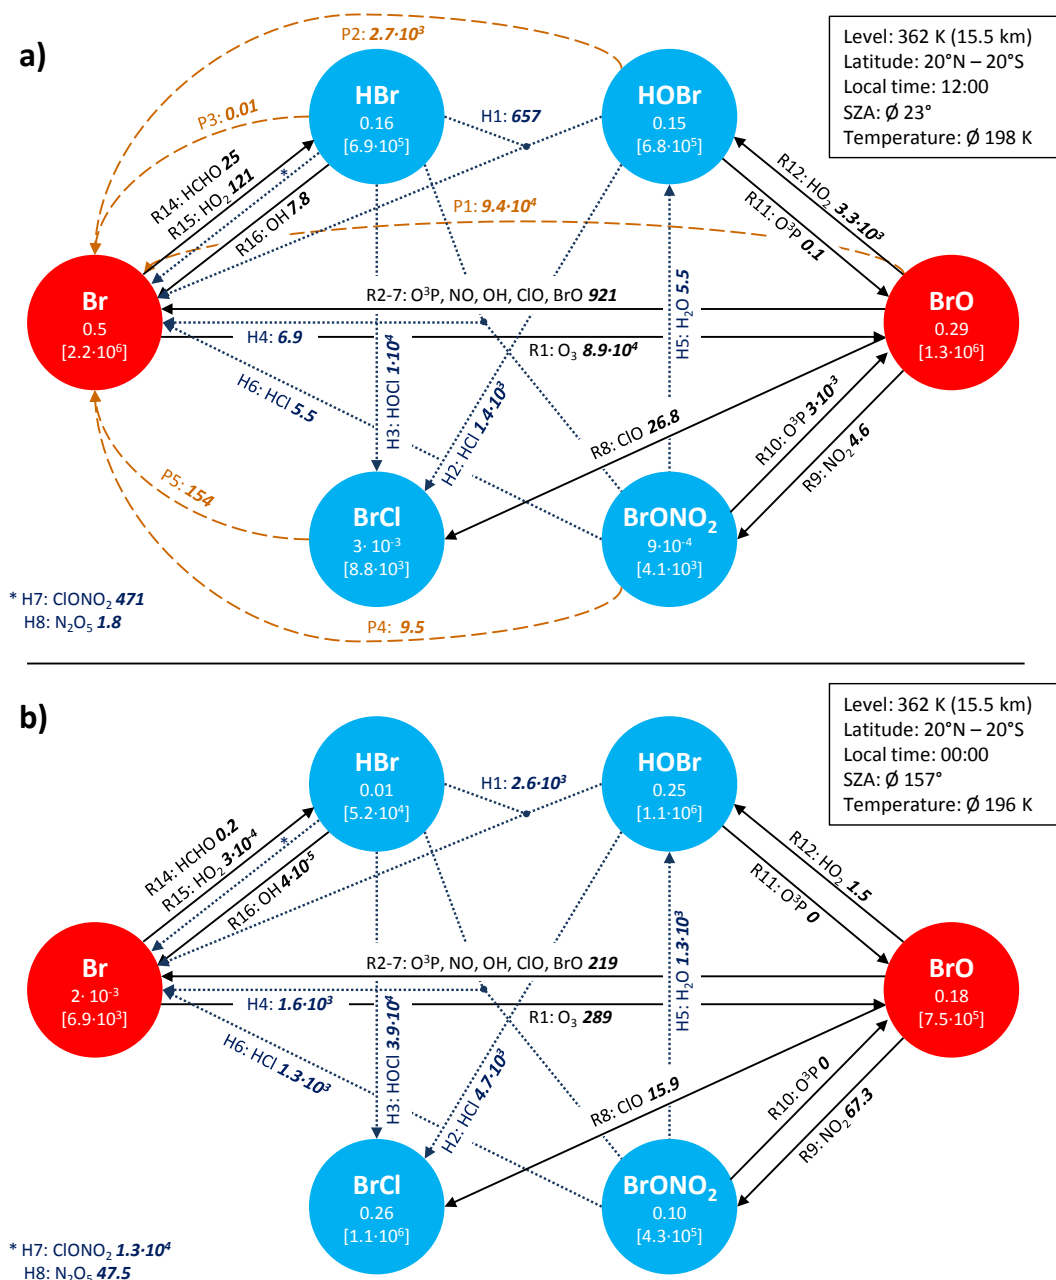 a)
P2: 2.7·10³
Level: 362 K (15.5 km)
Latitude: 20°N – 20°S
Local time: 12:00
SZA: Ø 23°
Temperature: Ø 198 K
HBr
0.16
[6.9·10⁵]
HOBr
0.15
[6.8·10⁵]
H1: 657
P3: 0.01
R14: HCHO 25
R15: HO₂ 121
*
R16: OH 7.8
P1: 9.4·10⁴
R12: HO₂ 3.3·10³
R11: O³P 0.1
Br
0.5
[2.2·10⁶]
R2-7: O³P, NO, OH, ClO, BrO 921
BrO
0.29
[1.3·10⁶]
H4: 6.9
R1: O₃ 8.9·10⁴
H5: H₂O 5.5
H6: HCl 5.5
H3: HOCl 1·10⁴
H2: HCl 1.4·10³
R8: ClO 26.8
R10: O³P 3·10⁻³
R9: NO₂ 4.6
P5: 154
BrCl
3· 10⁻³
[8.8·10³]
BrONO₂
9·10⁻⁴
[4.1·10³]
* H7: ClONO₂ 471
H8: N₂O₅ 1.8
P4: 9.5
b)
Level: 362 K (15.5 km)
Latitude: 20°N – 20°S
Local time: 00:00
SZA: Ø 157°
Temperature: Ø 196 K
HBr
0.01
[5.2·10⁴]
HOBr
0.25
[1.1·10⁶]
H1: 2.6·10³
R14: HCHO 0.2
R15: HO₂ 3·10⁻⁴
*
R16: OH 4·10⁻⁵
R12: HO₂ 1.5
R11: O³P 0
Br
2· 10⁻³
[6.9·10³]
R2-7: O³P, NO, OH, ClO, BrO 219
BrO
0.18
[7.5·10⁵]
H4: 1.6·10³
R1: O₃ 289
H5: H₂O 1.3·10³
H6: HCl 1.3·10³
H3: HOCl 3.9·10⁴
H2: HCl 4.7·10³
R8: ClO 15.9
R10: O³P 0
R9: NO₂ 67.3
BrCl
0.26
[1.1·10⁶]
BrONO₂
0.10
[4.3·10⁵]
* H7: ClONO₂ 1.3·10⁴
H8: N₂O₅ 47.5